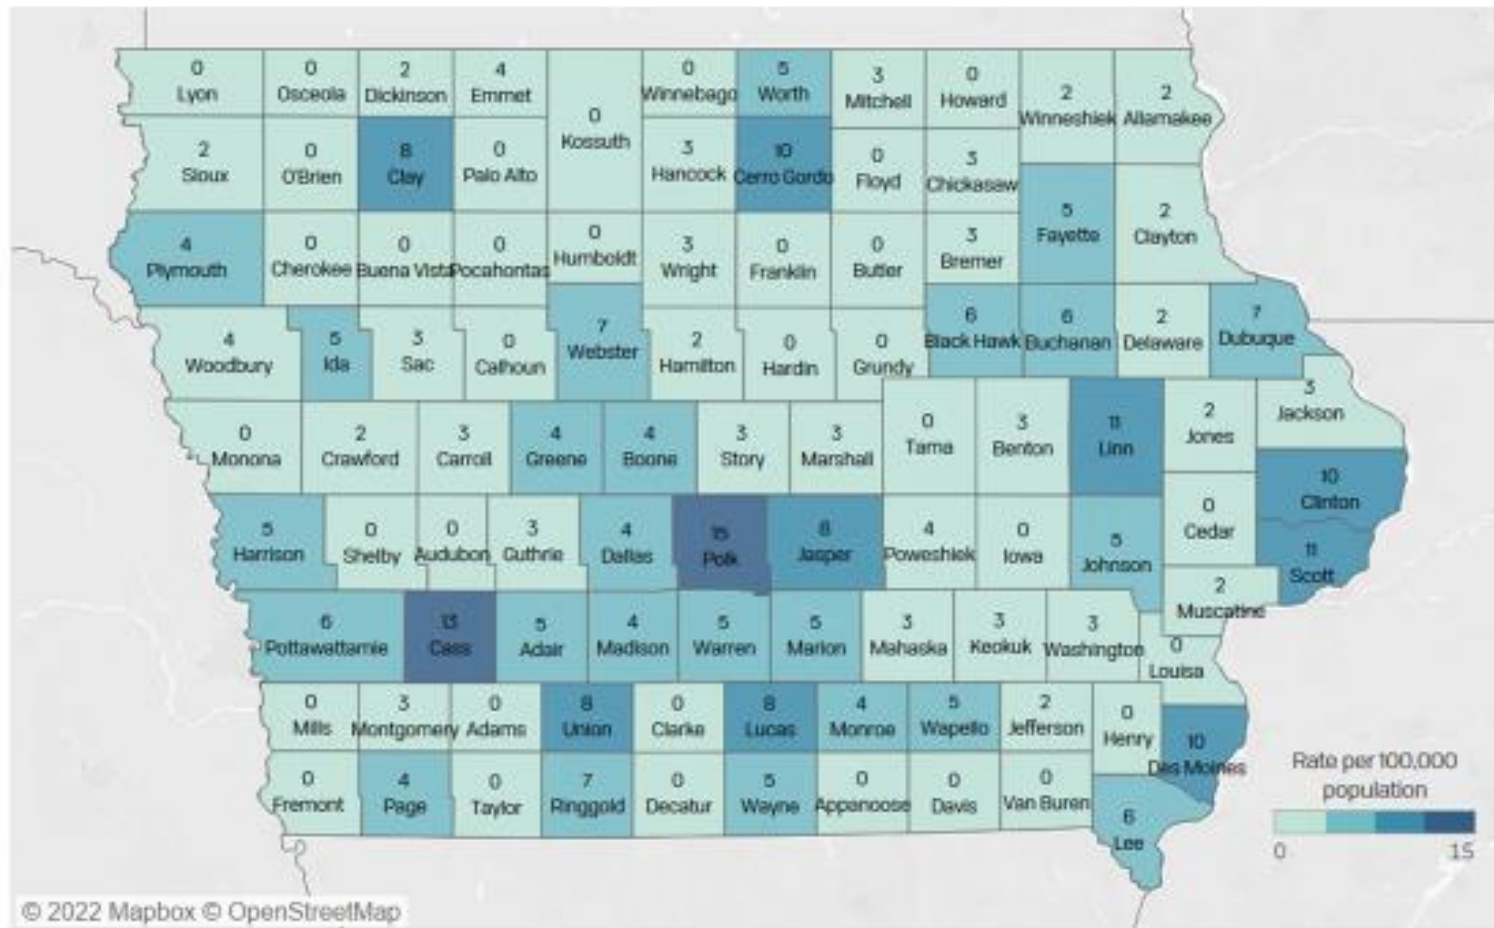 0
Lyon
0
Osceola
2
Dickinson
4
Emmet
0
Kossuth
0
Winnebago
5
Worth
3
Mitchell
0
Howard
2
Winneshiek
2
Allamakee
2
Sioux
0
O'Brien
8
Clay
0
Palo Alto
3
Hancock
10
Cerro Gordo
0
Floyd
3
Chickasaw
4
Plymouth
0
Cherokee
0
Buena Vista
0
Pocahontas
0
Humboldt
3
Wright
0
Franklin
0
Butler
3
Bremer
5
Fayette
2
Clayton
4
Woodbury
5
Ida
3
Sac
0
Calhoun
7
Webster
2
Hamilton
0
Hardin
0
Grundy
6
Black Hawk
6
Buchanan
2
Delaware
7
Dubuque
0
Monona
2
Crawford
3
Carroll
4
Greene
4
Boone
3
Story
3
Marshall
0
Tama
3
Benton
11
Linn
2
Jones
3
Jackson
10
Clinton
5
Harrison
0
Shelby
0
Audubon
3
Guthrie
4
Dallas
15
Polk
8
Jasper
4
Poweshiek
0
Iowa
5
Johnson
0
Cedar
11
Scott
2
Muscatine
6
Pottawattamie
13
Cass
5
Adair
4
Madison
5
Warren
5
Marion
3
Mahaska
3
Keokuk
3
Washington
0
Louisa
0
Mills
3
Montgomery
0
Adams
8
Union
0
Clarke
8
Lucas
4
Monroe
5
Wapello
2
Jefferson
0
Henry
10
Des Moines
0
Fremont
4
Page
0
Taylor
7
Ringgold
0
Decatur
5
Wayne
0
Appanoose
0
Davis
0
Van Buren
6
Lee
Rate per 100,000
population
0 15
© 2022 Mapbox © OpenStreetMap